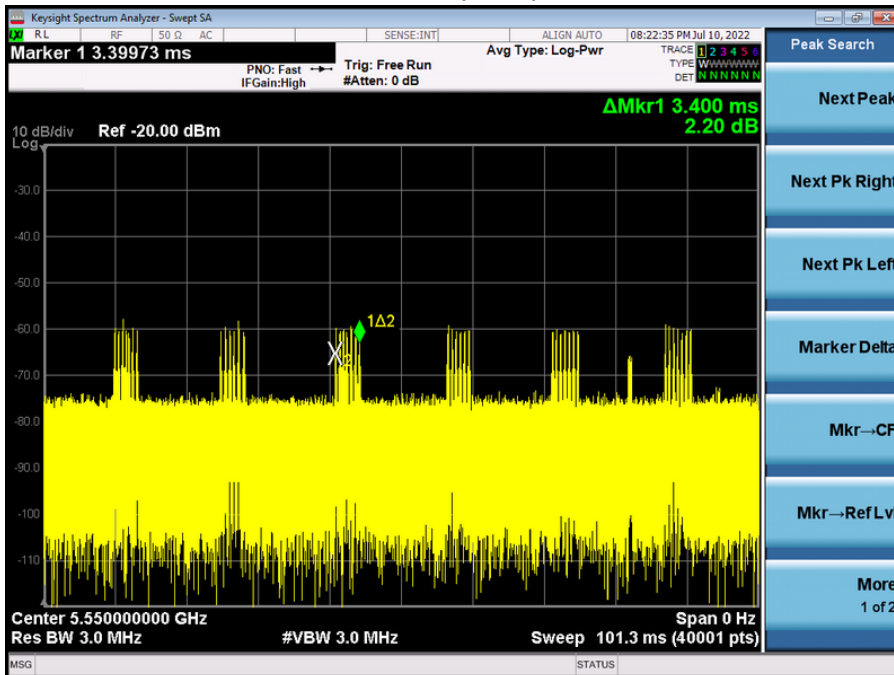 Keysight Spectrum Analyzer - Swept SA
RL RF 50 Ω AC SENSE:INT ALIGN AUTO 08:22:35 PM Jul 10, 2022
Marker 1 3.39973 ms
PNO: Fast
IFGain:High
Trig: Free Run
#Atten: 0 dB
Avg Type: Log-Pwr
TRACE 1 2 3 4 5 6
TYPE W
DET N N N N N N
Peak Search
ΔMkr1 3.400 ms
2.20 dB
10 dB/div Ref -20.00 dBm
Log
-30.0
-40.0
-50.0
-60.0
-70.0
-80.0
-90.0
-100
-110
1Δ2
2
Center 5.550000000 GHz
Span 0 Hz
Res BW 3.0 MHz
#VBW 3.0 MHz
Sweep 101.3 ms (40001 pts)
MSG
STATUS
Next Peak
Next Pk Right
Next Pk Left
Marker Delta
Mkr→CF
Mkr→Ref Lv
More
1 of 2